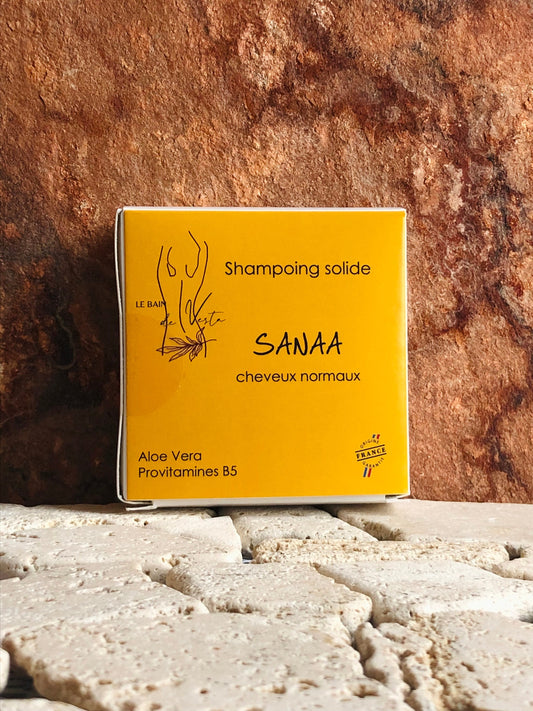 Shampoing solide
LE BAIN
de Vesta
SANAA
cheveux normaux
Aloe Vera
Provitamines B5
ORIGINE
FRANCE
GARANTIE